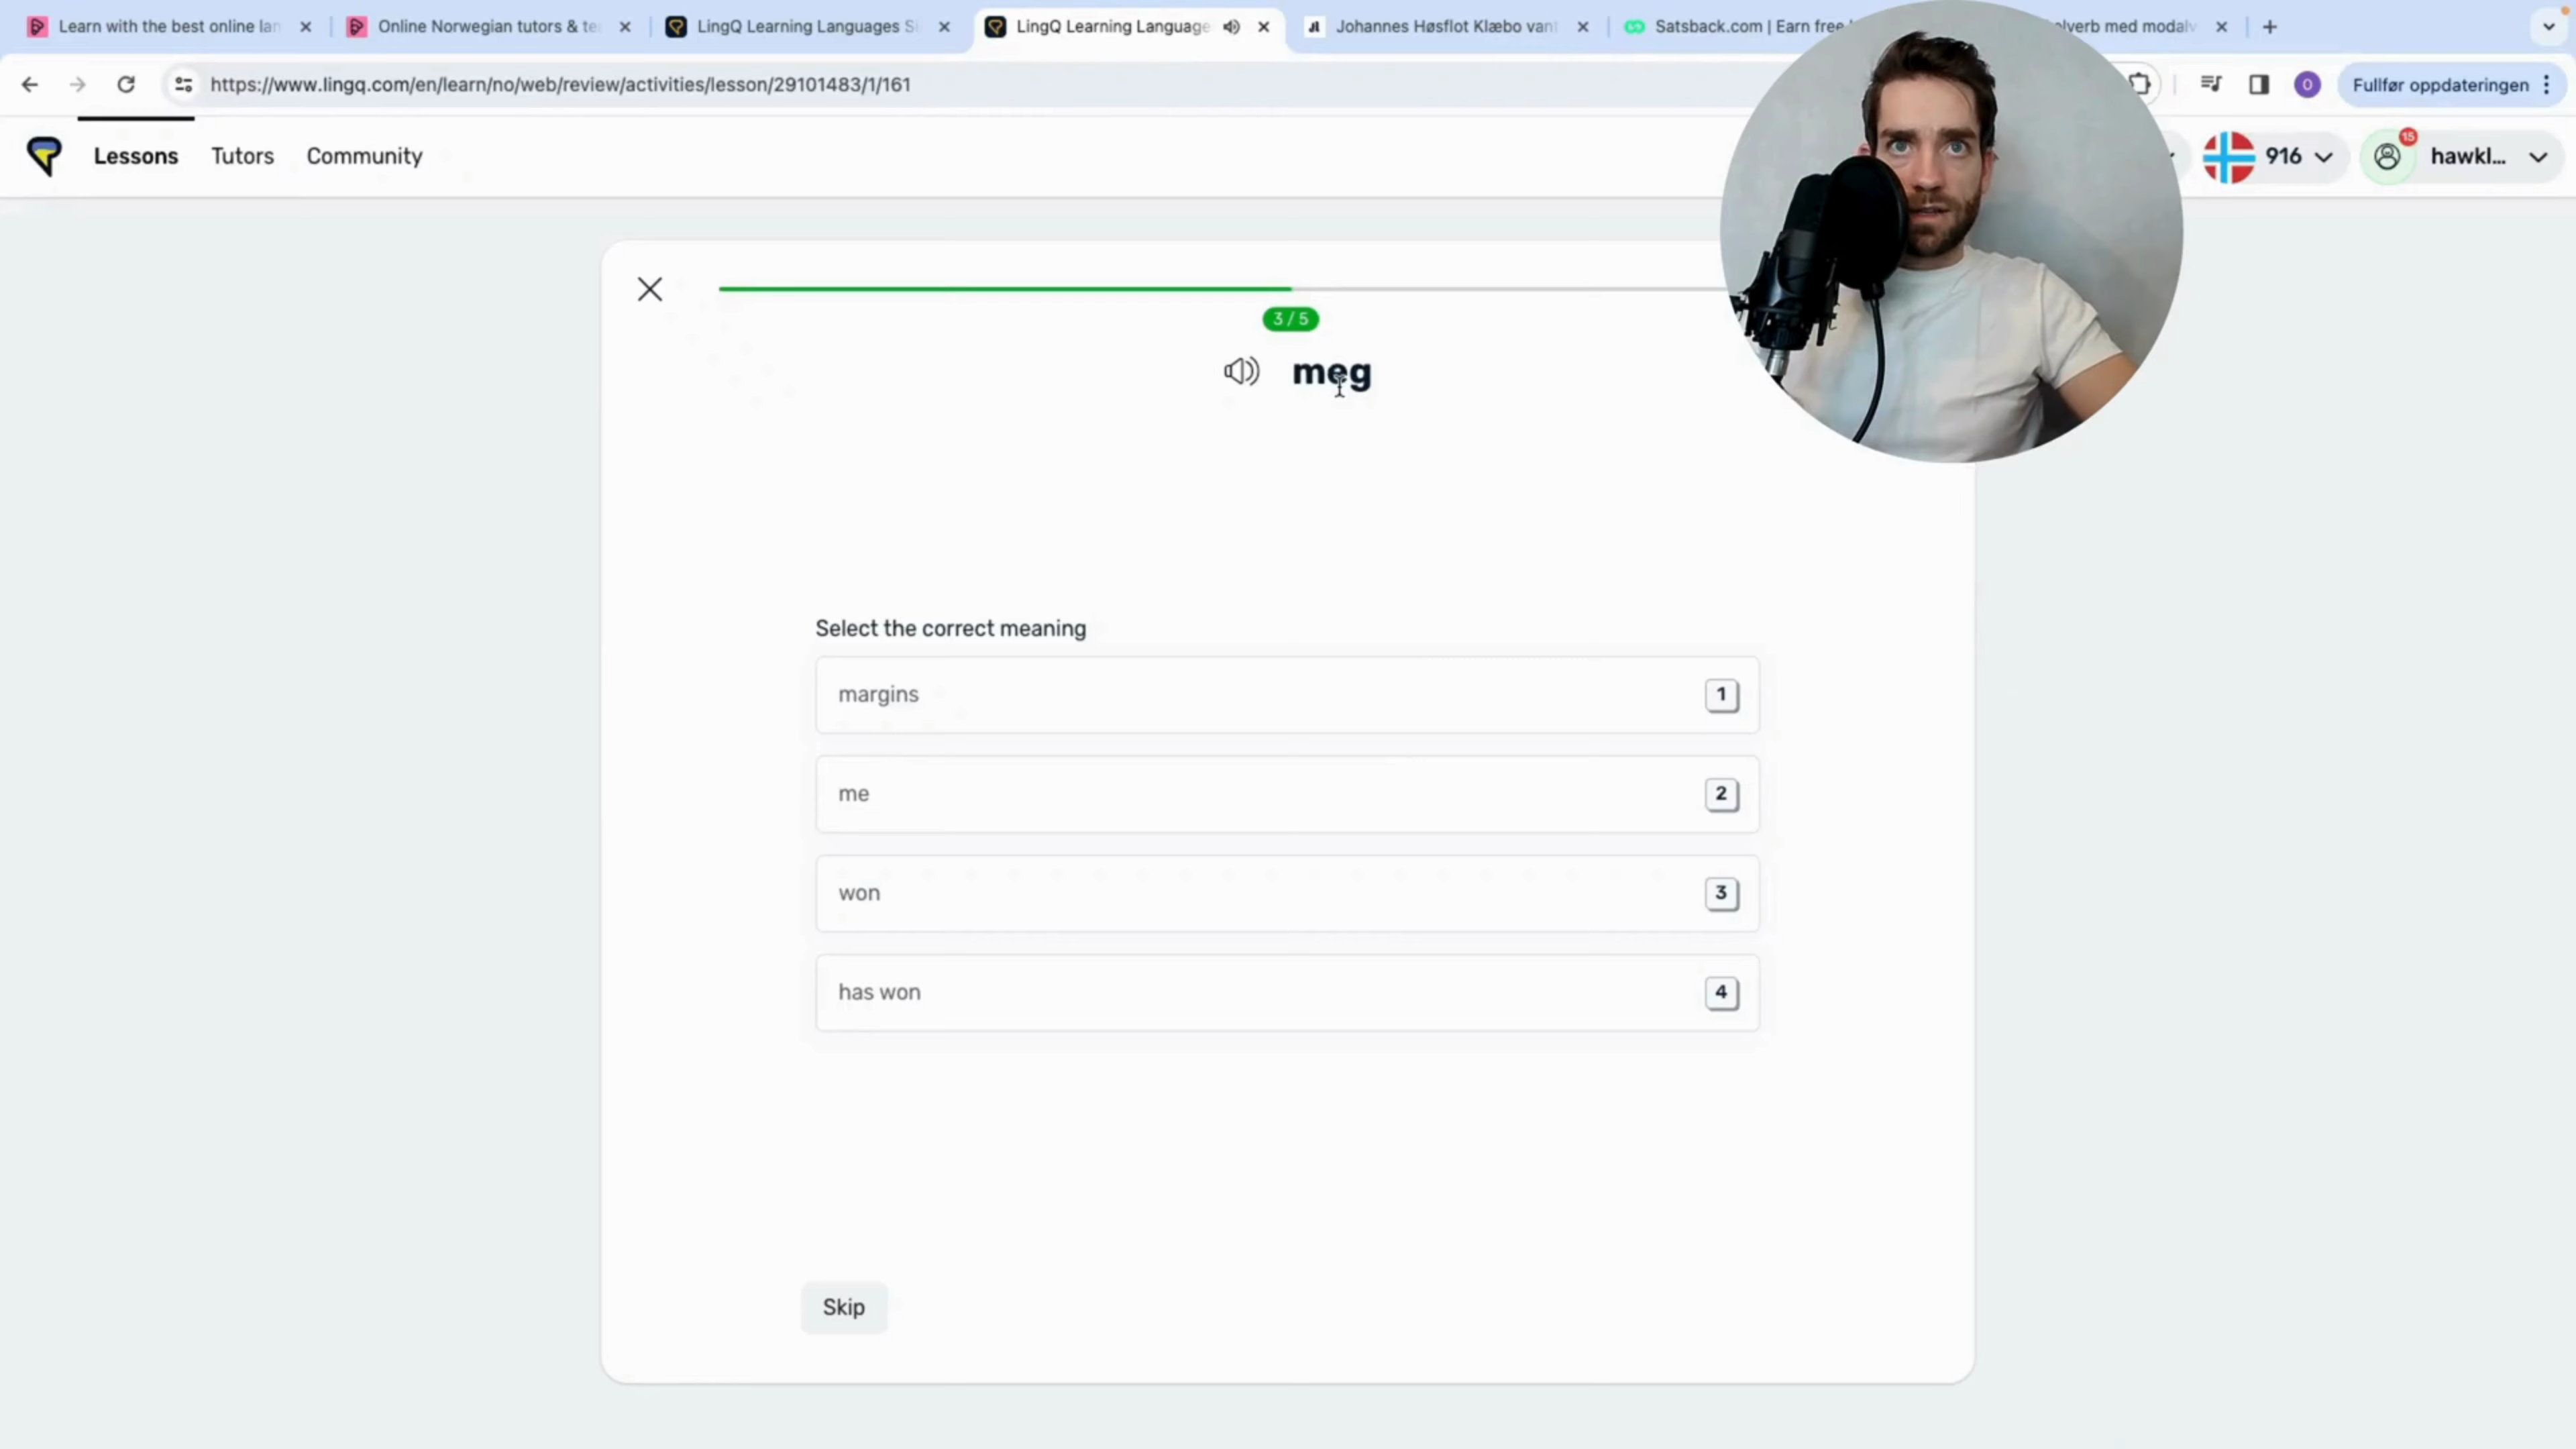 Learn with the best online lan
Online Norwegian tutors & te
LingQ Learning Languages Si
LingQ Learning Language
Johannes Høsflot Klæbo vant
Satsback.com | Earn free
lverb med modalv
https://www.lingq.com/en/learn/no/web/review/activities/lesson/29101483/1/161
O
Fullfør oppdateringen
Lessons
Tutors
Community
916
15
hawkl...
3 / 5
meg
Select the correct meaning
margins
1
me
2
won
3
has won
4
Skip